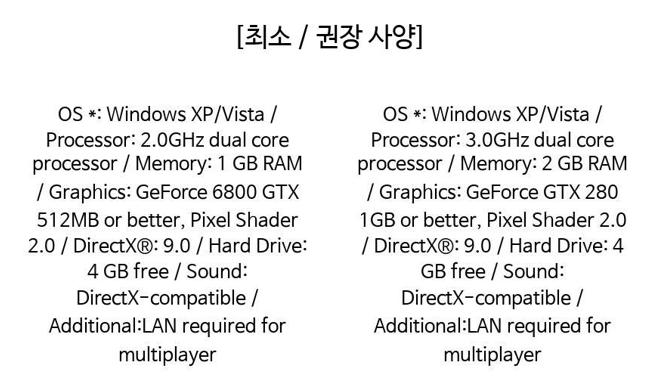 [최소 / 권장 사양]
OS *: Windows XP/Vista /
Processor: 2.0GHz dual core
processor / Memory: 1 GB RAM
/ Graphics: GeForce 6800 GTX
512MB or better, Pixel Shader
2.0 / DirectX®: 9.0 / Hard Drive:
4 GB free / Sound:
DirectX-compatible /
Additional:LAN required for
multiplayer
OS *: Windows XP/Vista /
Processor: 3.0GHz dual core
processor / Memory: 2 GB RAM
/ Graphics: GeForce GTX 280
1GB or better, Pixel Shader 2.0
/ DirectX®: 9.0 / Hard Drive: 4
GB free / Sound:
DirectX-compatible /
Additional:LAN required for
multiplayer